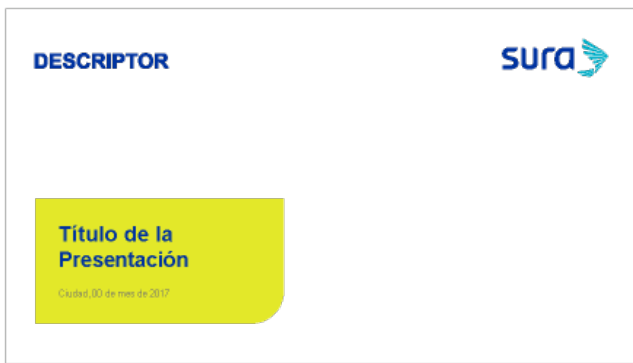 DESCRIPTOR
sura
Título de la
Presentación
Ciudad, 00 de mes de 2017